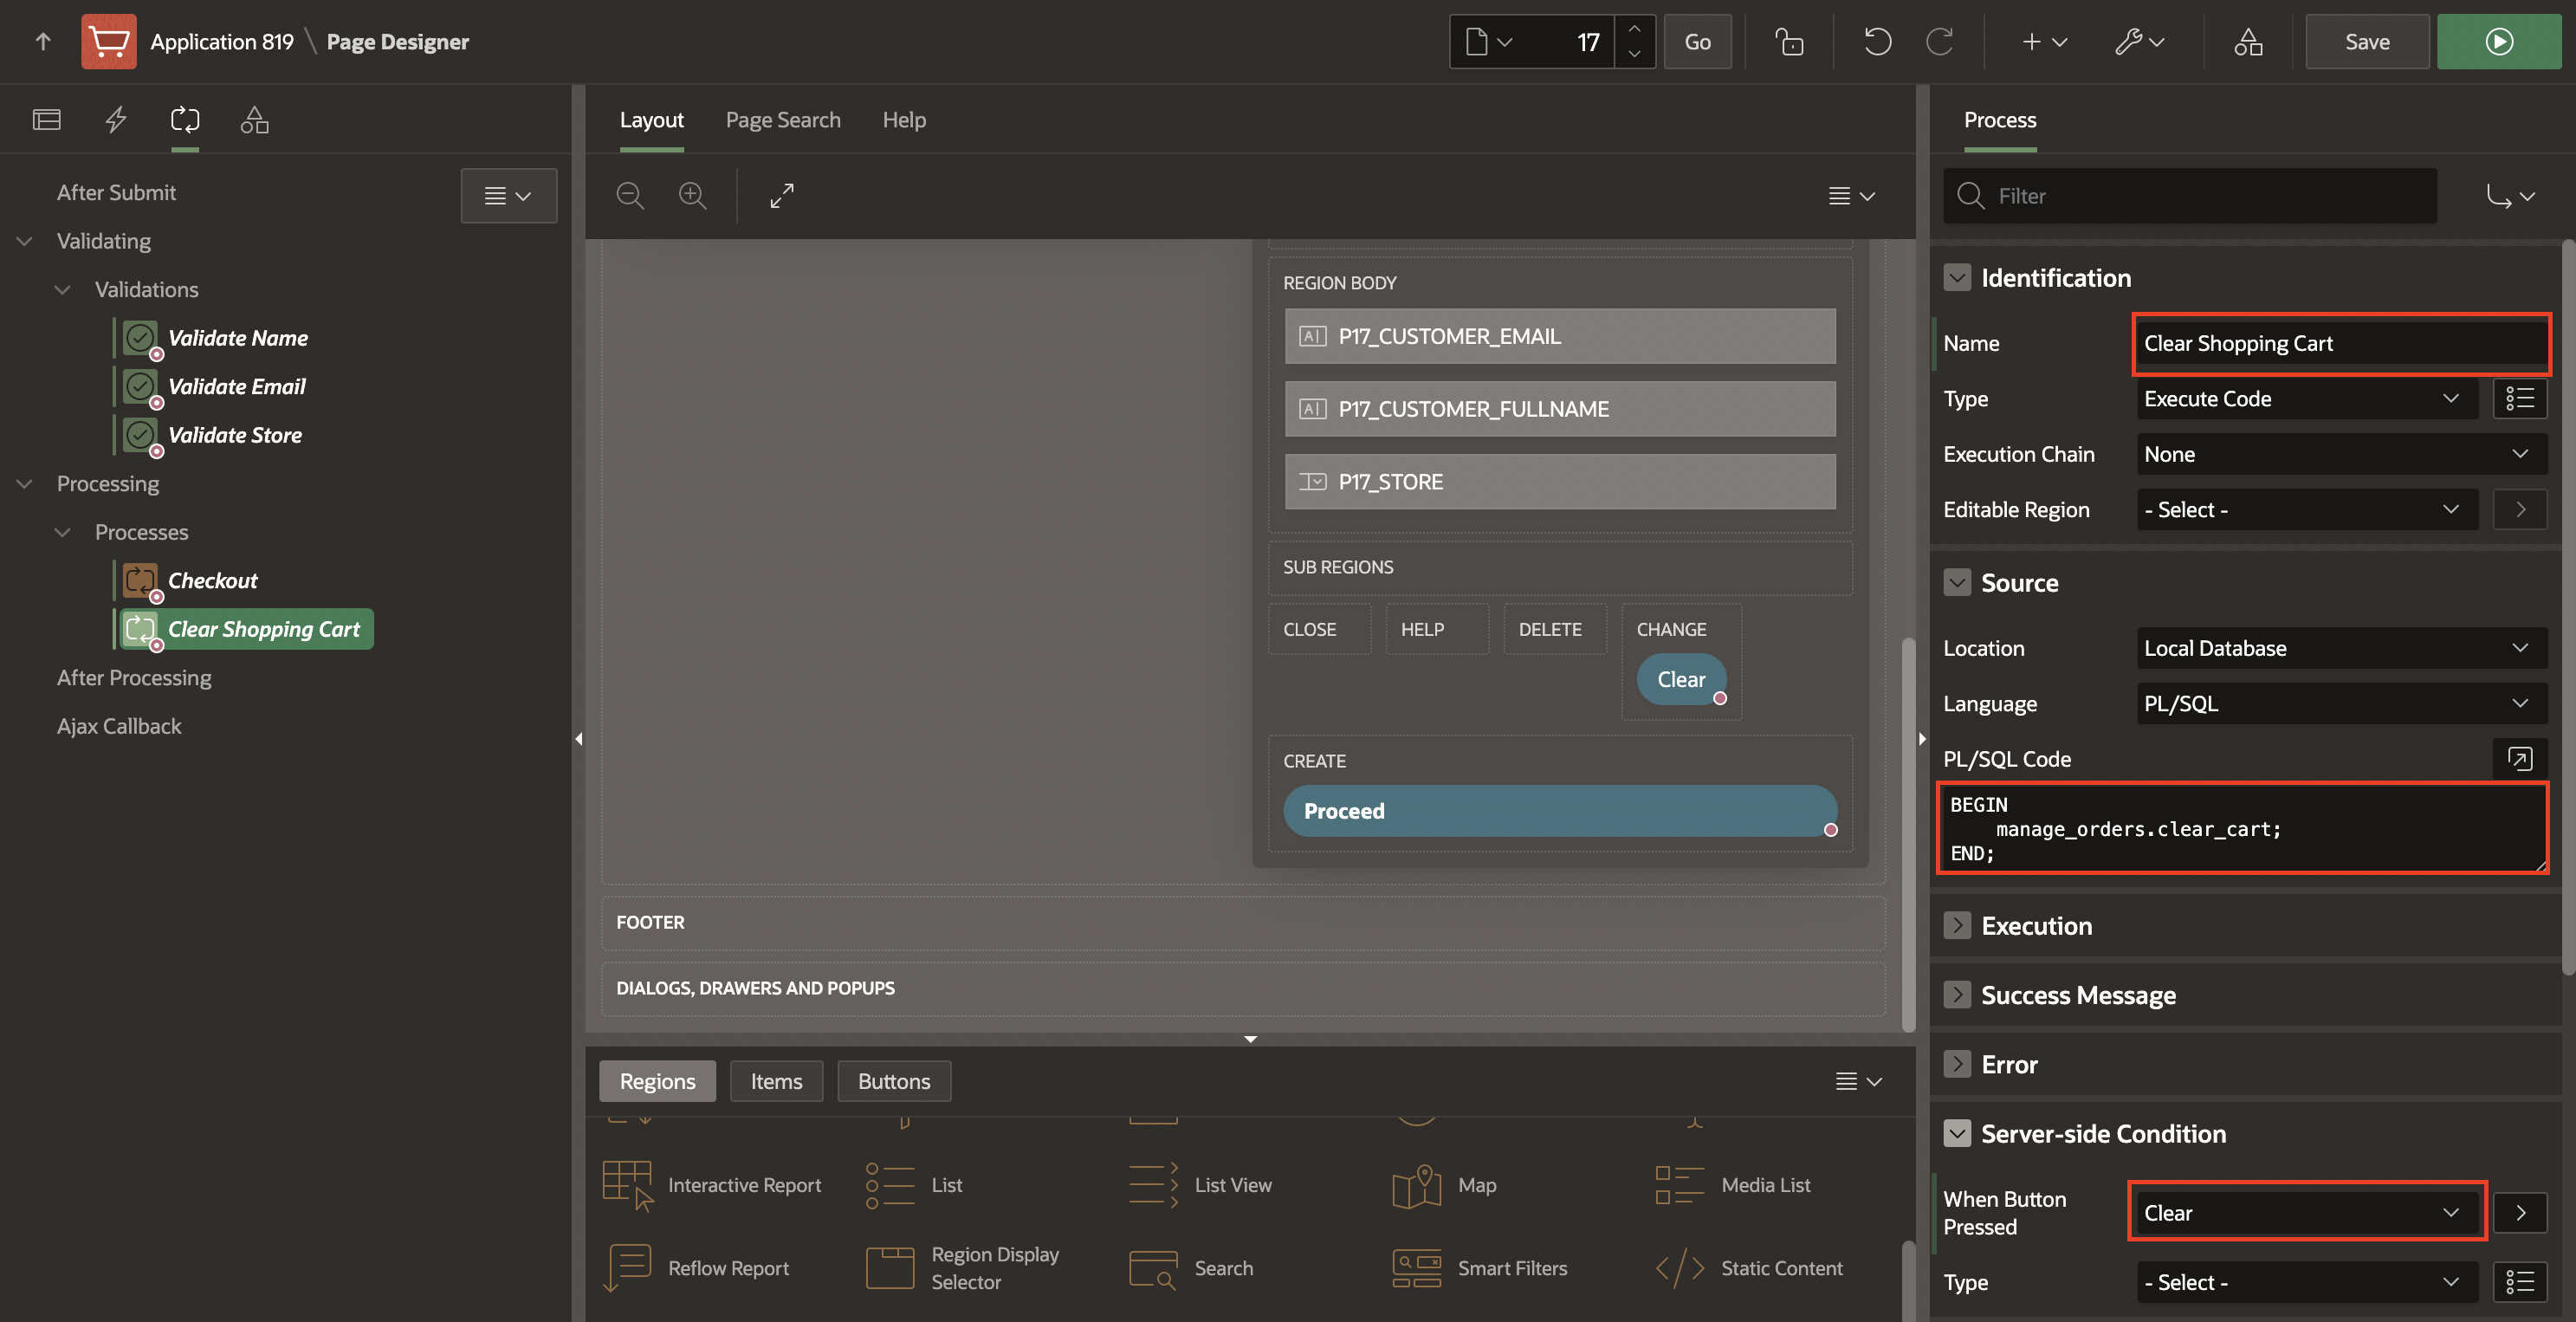 Application 819 \ Page Designer
17
Go
Save
After Submit
Validating
Validations
Validate Name
Validate Email
Validate Store
Processing
Processes
Checkout
Clear Shopping Cart
After Processing
Ajax Callback
Layout
Page Search
Help
REGION BODY
P17_CUSTOMER_EMAIL
P17_CUSTOMER_FULLNAME
P17_STORE
SUB REGIONS
CLOSE
HELP
DELETE
CHANGE
Clear
CREATE
Proceed
FOOTER
DIALOGS, DRAWERS AND POPUPS
Regions
Items
Buttons
Interactive Report
List
List View
Map
Media List
Reflow Report
Region Display
Selector
Search
Smart Filters
Static Content
Process
Filter
Identification
Name
Clear Shopping Cart
Type
Execute Code
Execution Chain
None
Editable Region
- Select -
Source
Location
Local Database
Language
PL/SQL
PL/SQL Code
BEGIN
manage_orders.clear_cart;
END;
Execution
Success Message
Error
Server-side Condition
When Button
Pressed
Clear
Type
- Select -